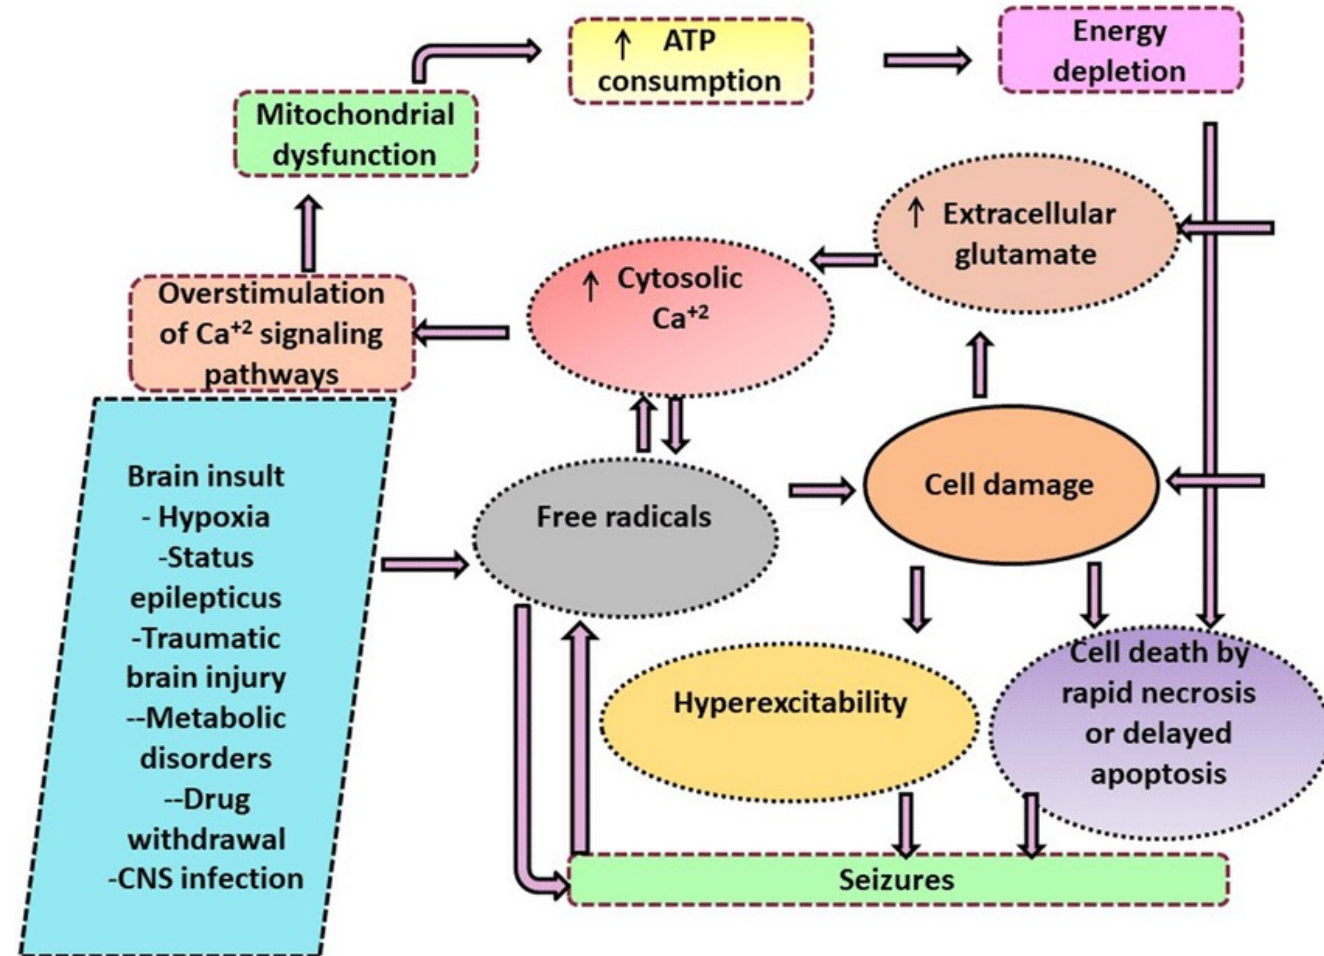 ↑ ATP
consumption
Energy
depletion
Mitochondrial
dysfunction
↑ Extracellular
glutamate
↑ Cytosolic
Ca⁺²
Overstimulation
of Ca⁺² signaling
pathways
Brain insult
- Hypoxia
-Status
epilepticus
-Traumatic
brain injury
--Metabolic
disorders
--Drug
withdrawal
-CNS infection
Free radicals
Cell damage
Hyperexcitability
Cell death by
rapid necrosis
or delayed
apoptosis
Seizures